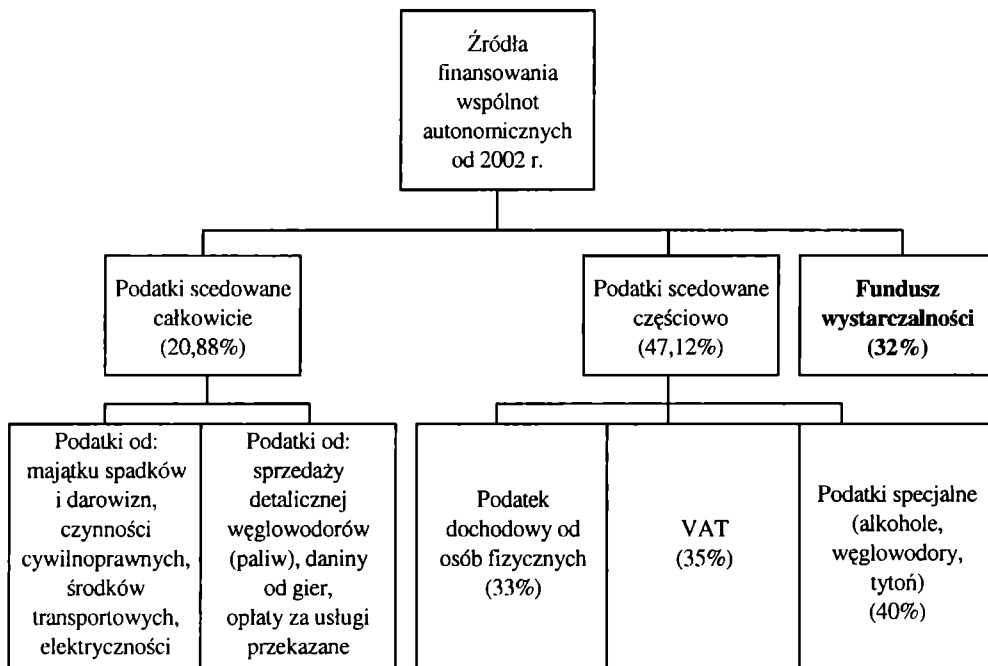 Źródła
finansowania
wspólnot
autonomicznych
od 2002 r.
Podatki scedowane
całkowicie
(20,88%)
Podatki scedowane
częściowo
(47,12%)
Fundusz
wystarczalności
(32%)
Podatki od:
majątku spadków
i darowizn,
czynności
cywilnoprawnych,
środków
transportowych,
elektryczności
Podatki od:
sprzedaży
detalicznej
węglowodorów
(paliw), daniny
od gier,
opłaty za usługi
przekazane
Podatek
dochodowy od
osób fizycznych
(33%)
VAT
(35%)
Podatki specjalne
(alkohole,
węglowodory,
tytoń)
(40%)